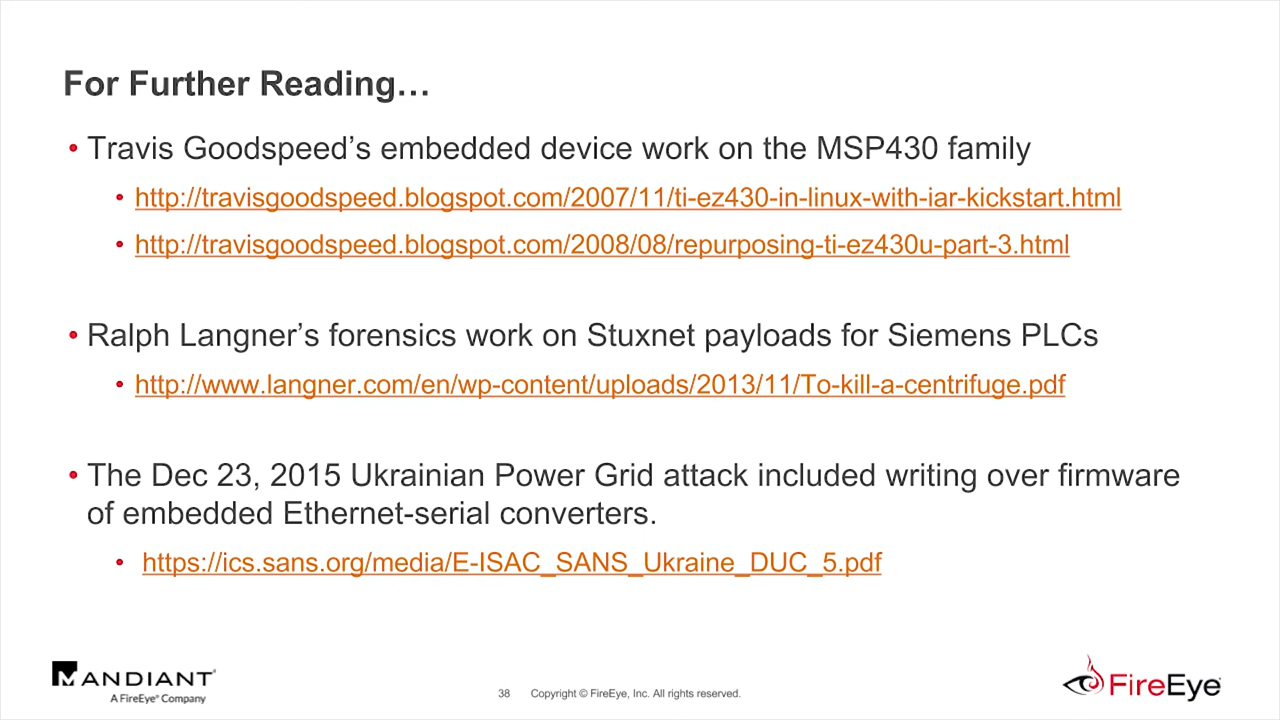 For Further Reading…
• Travis Goodspeed’s embedded device work on the MSP430 family
• http://travisgoodspeed.blogspot.com/2007/11/ti-ez430-in-linux-with-iar-kickstart.html
• http://travisgoodspeed.blogspot.com/2008/08/repurposing-ti-ez430u-part-3.html
• Ralph Langner’s forensics work on Stuxnet payloads for Siemens PLCs
• http://www.langner.com/en/wp-content/uploads/2013/11/To-kill-a-centrifuge.pdf
• The Dec 23, 2015 Ukrainian Power Grid attack included writing over firmware
of embedded Ethernet-serial converters.
• https://ics.sans.org/media/E-ISAC_SANS_Ukraine_DUC_5.pdf
MANDIANT
A FireEye® Company
38 Copyright © FireEye, Inc. All rights reserved.
FireEye